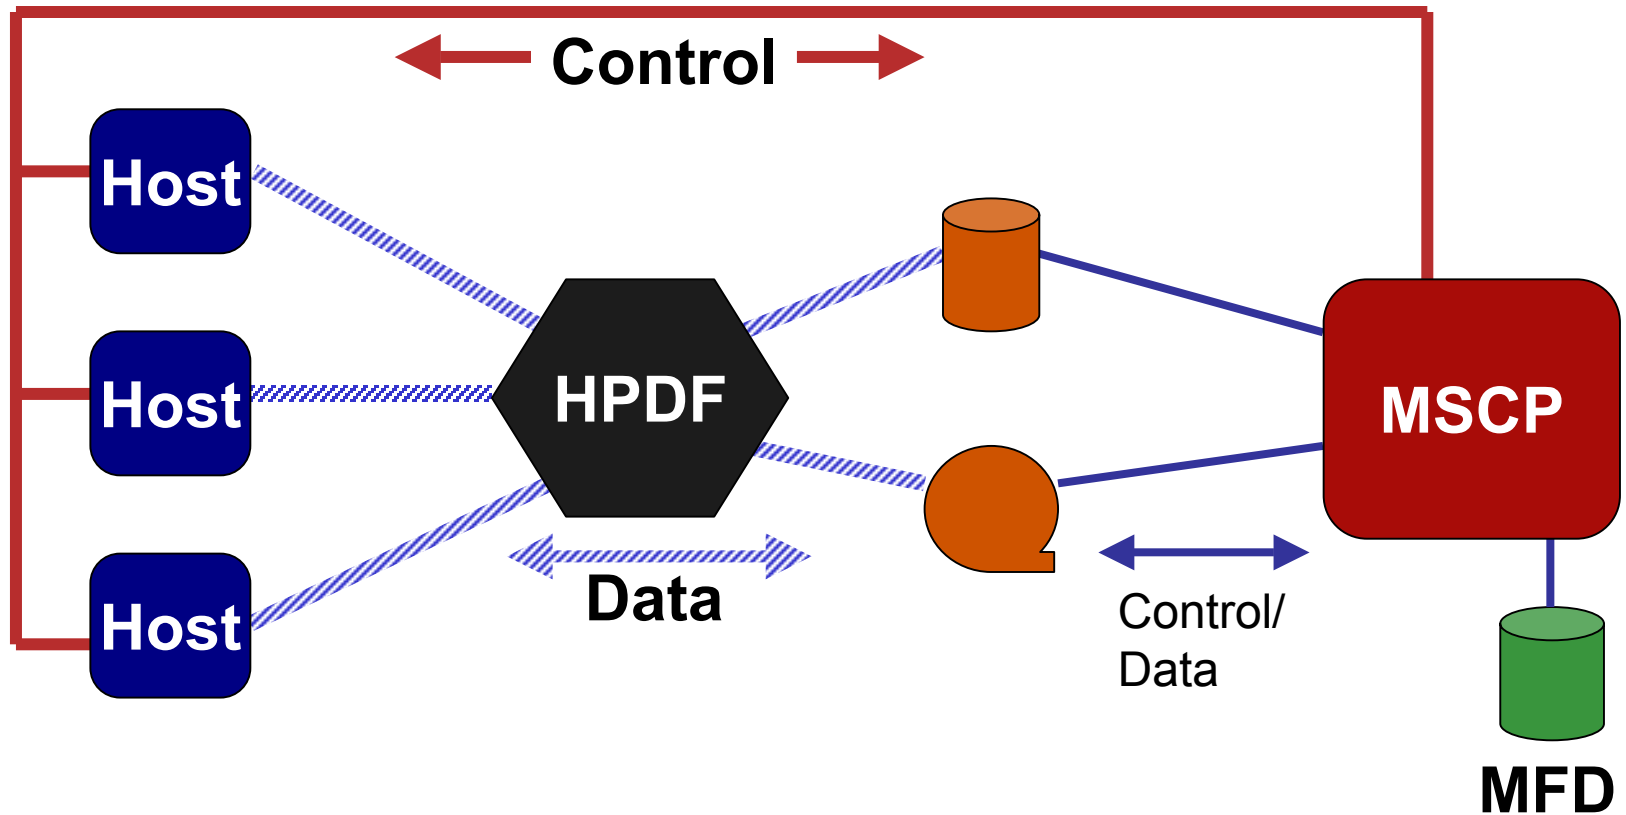 Control
Host
Host
HPDF
MSCP
Host
Data
Control/
Data
MFD